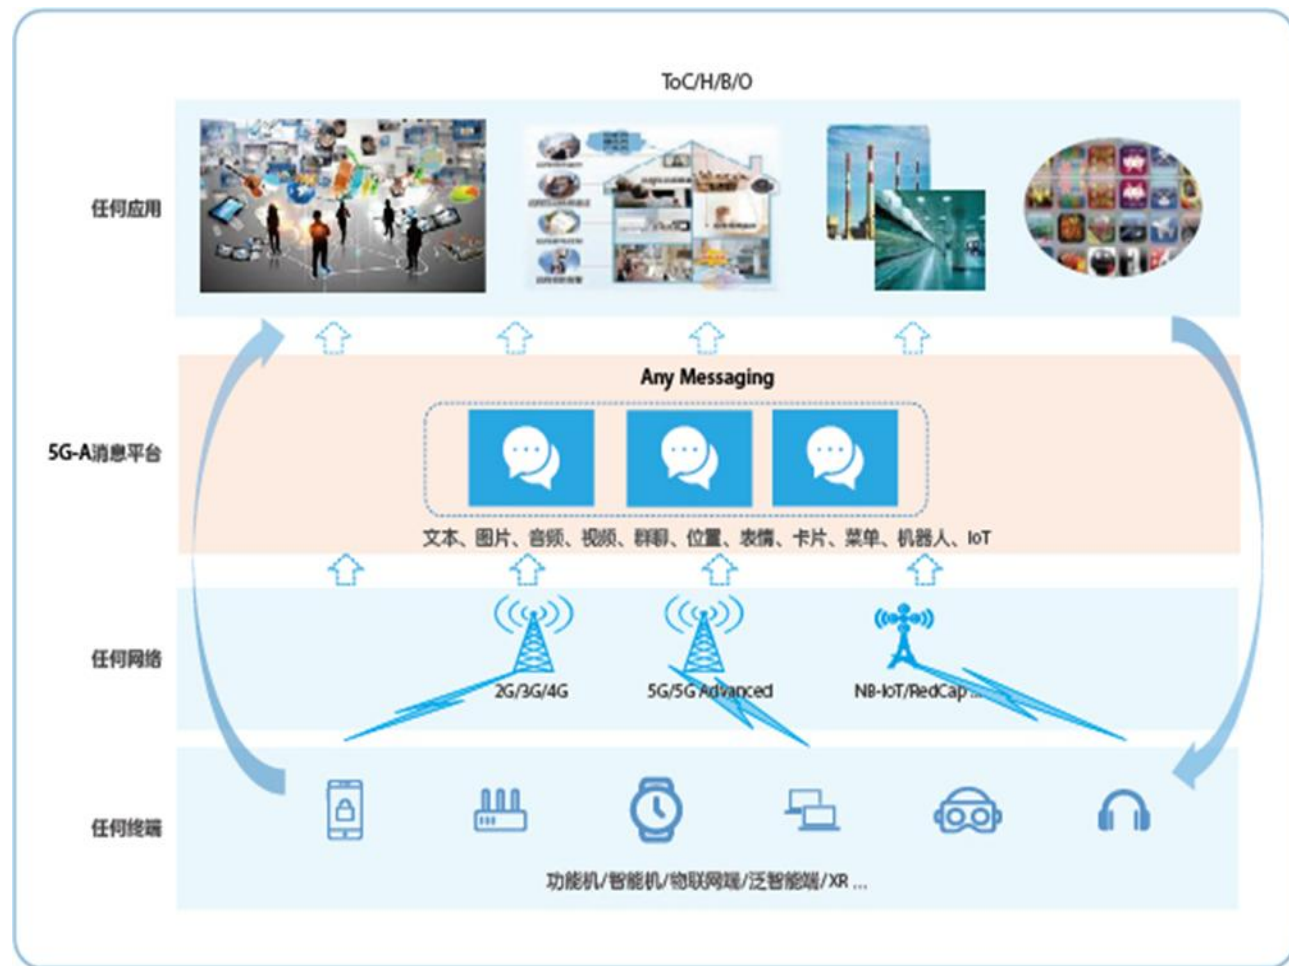 ToC/H/B/O
任何应用
Any Messaging
5G-A消息平台
文本、图片、音频、视频、群聊、位置、表情、卡片、菜单、机器人、IoT
任何网络
2G/3G/4G
5G/5G Advanced
NB-IoT/RedCap ...
任何终端
功能机/智能机/物联网端/泛智能端/XR ...